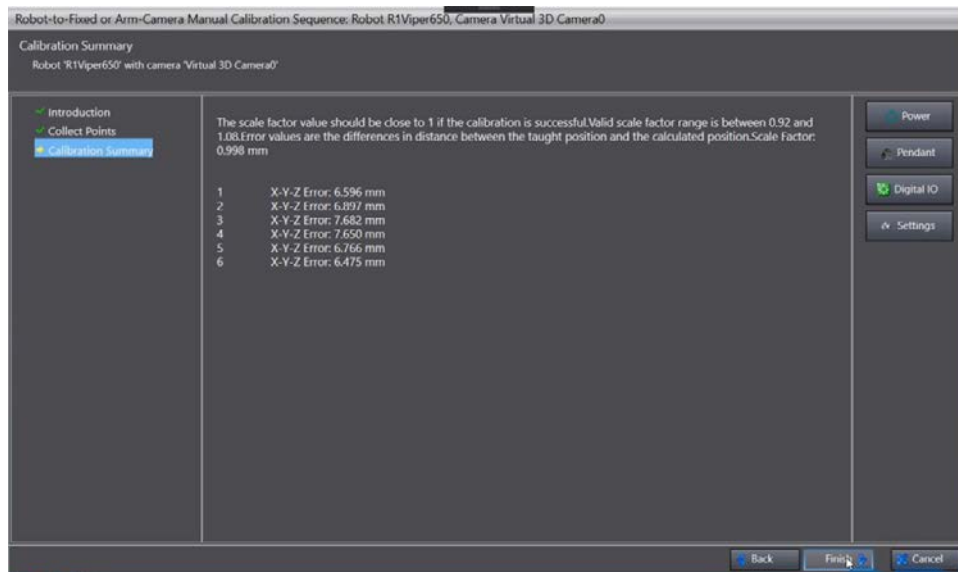 Robot-to-Fixed or Arm-Camera Manual Calibration Sequence: Robot R1Viper650, Camera Virtual 3D Camera0
Calibration Summary
Robot 'R1Viper650' with camera 'Virtual 3D Camera0'
Introduction
Collect Points
Calibration Summary
The scale factor value should be close to 1 if the calibration is successful.Valid scale factor range is between 0.92 and
1.08.Error values are the differences in distance between the taught position and the calculated position.Scale Factor:
0.998 mm
1 X-Y-Z Error: 6.596 mm
2 X-Y-Z Error: 6.897 mm
3 X-Y-Z Error: 7.682 mm
4 X-Y-Z Error: 7.650 mm
5 X-Y-Z Error: 6.766 mm
6 X-Y-Z Error: 6.475 mm
Power
Pendant
Digital IO
Settings
Back Finish Cancel